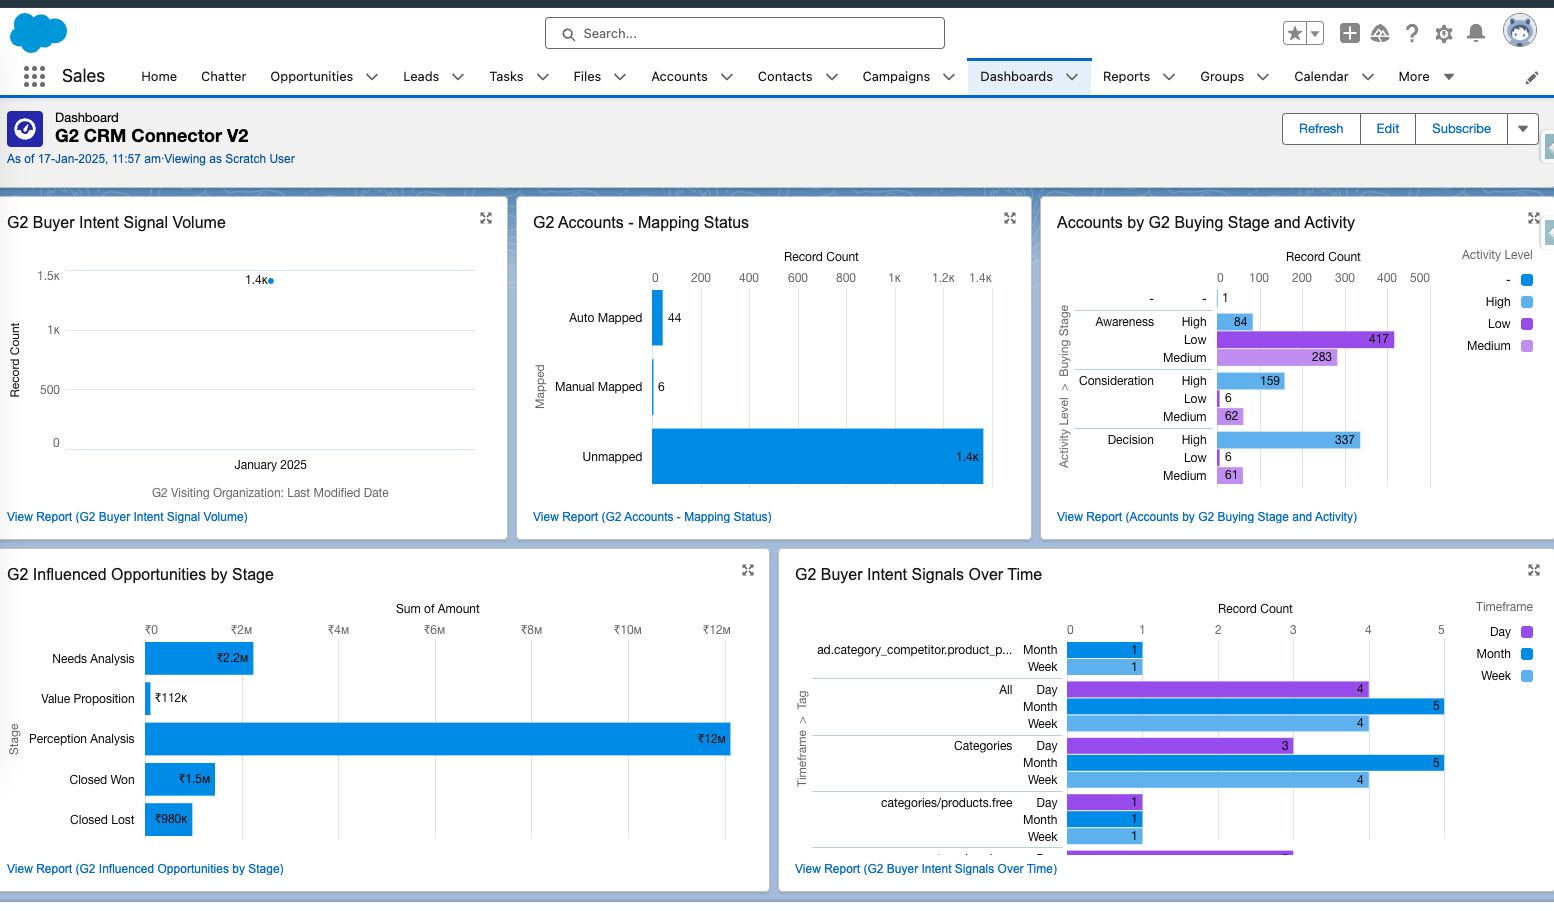 Search...
Sales
Home Chatter Opportunities Leads Tasks Files Accounts Contacts Campaigns Dashboards Reports Groups Calendar More
Dashboard
G2 CRM Connector V2
As of 17-Jan-2025, 11:57 am·Viewing as Scratch User
Refresh Edit Subscribe
G2 Buyer Intent Signal Volume
Record Count
1.5K
1.4K
1K
500
0
January 2025
G2 Visiting Organization: Last Modified Date
View Report (G2 Buyer Intent Signal Volume)
G2 Accounts - Mapping Status
Record Count
0 200 400 600 800 1K 1.2K 1.4K
Mapped
Auto Mapped 44
Manual Mapped 6
Unmapped 1.4K
View Report (G2 Accounts - Mapping Status)
Accounts by G2 Buying Stage and Activity
Record Count
0 100 200 300 400 500
Activity Level > Buying Stage
- - 1
Awareness High 84
Low 417
Medium 283
Consideration High 159
Low 6
Medium 62
Decision High 337
Low 6
Medium 61
Activity Level
-
High
Low
Medium
View Report (Accounts by G2 Buying Stage and Activity)
G2 Influenced Opportunities by Stage
Sum of Amount
₹0 ₹2M ₹4M ₹6M ₹8M ₹10M ₹12M
Stage
Needs Analysis ₹2.2M
Value Proposition ₹112K
Perception Analysis ₹12M
Closed Won ₹1.5M
Closed Lost ₹980K
View Report (G2 Influenced Opportunities by Stage)
G2 Buyer Intent Signals Over Time
Record Count
0 1 2 3 4 5
Timeframe > Tag
ad.category_competitor.product_p... Month 1
Week 1
All Day 4
Month 5
Week 4
Categories Day 3
Month 5
Week 4
categories/products.free Day 1
Month 1
Week 1
Timeframe
Day
Month
Week
View Report (G2 Buyer Intent Signals Over Time)